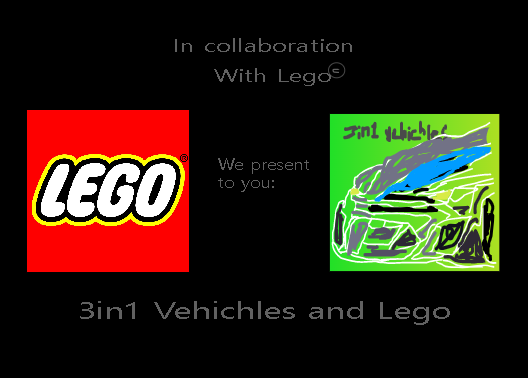 In collaboration
With Lego©
LEGO®
We present
to you:
3in1 vehichles
3in1 Vehichles and Lego